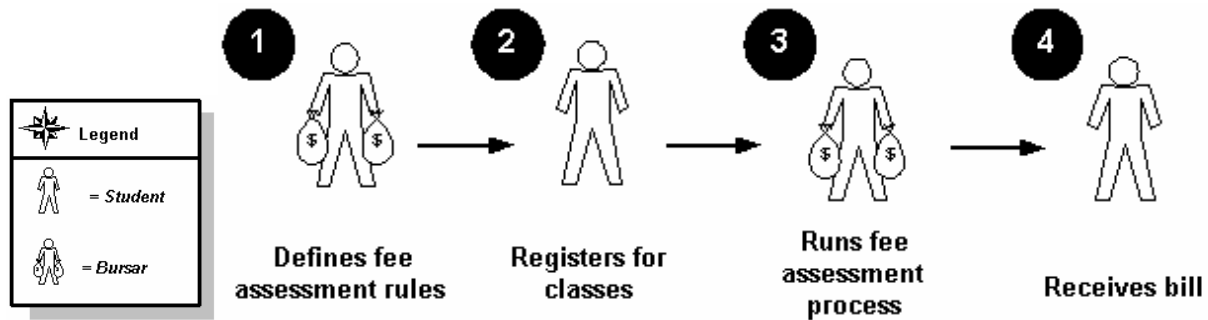 1
2
3
4
Legend
= Student
= Bursar
$ $
$ $
Defines fee
assessment rules
Registers for
classes
Runs fee
assessment
process
Receives bill